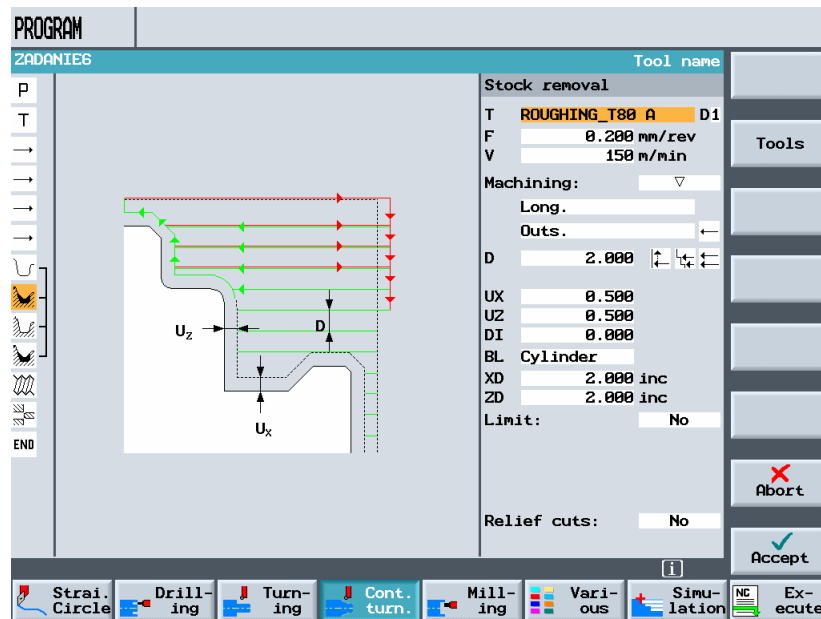 PROGRAM
ZADANIE6 Tool name
P
T
END
Uz
D
Ux
Stock removal
T ROUGHING_T80 A D1
F 0.200 mm/rev
V 150 m/min
Machining: ▽
Long.
Outs. ←
D 2.000
UX 0.500
UZ 0.500
DI 0.000
BL Cylinder
XD 2.000 inc
ZD 2.000 inc
Limit: No
Relief cuts: No
Tools
Abort
Accept
i
Strai.
Circle
Drill-
ing
Turn-
ing
Cont.
turn.
Mill-
ing
Vari-
ous
Simu-
lation
NC
Ex-
ecute